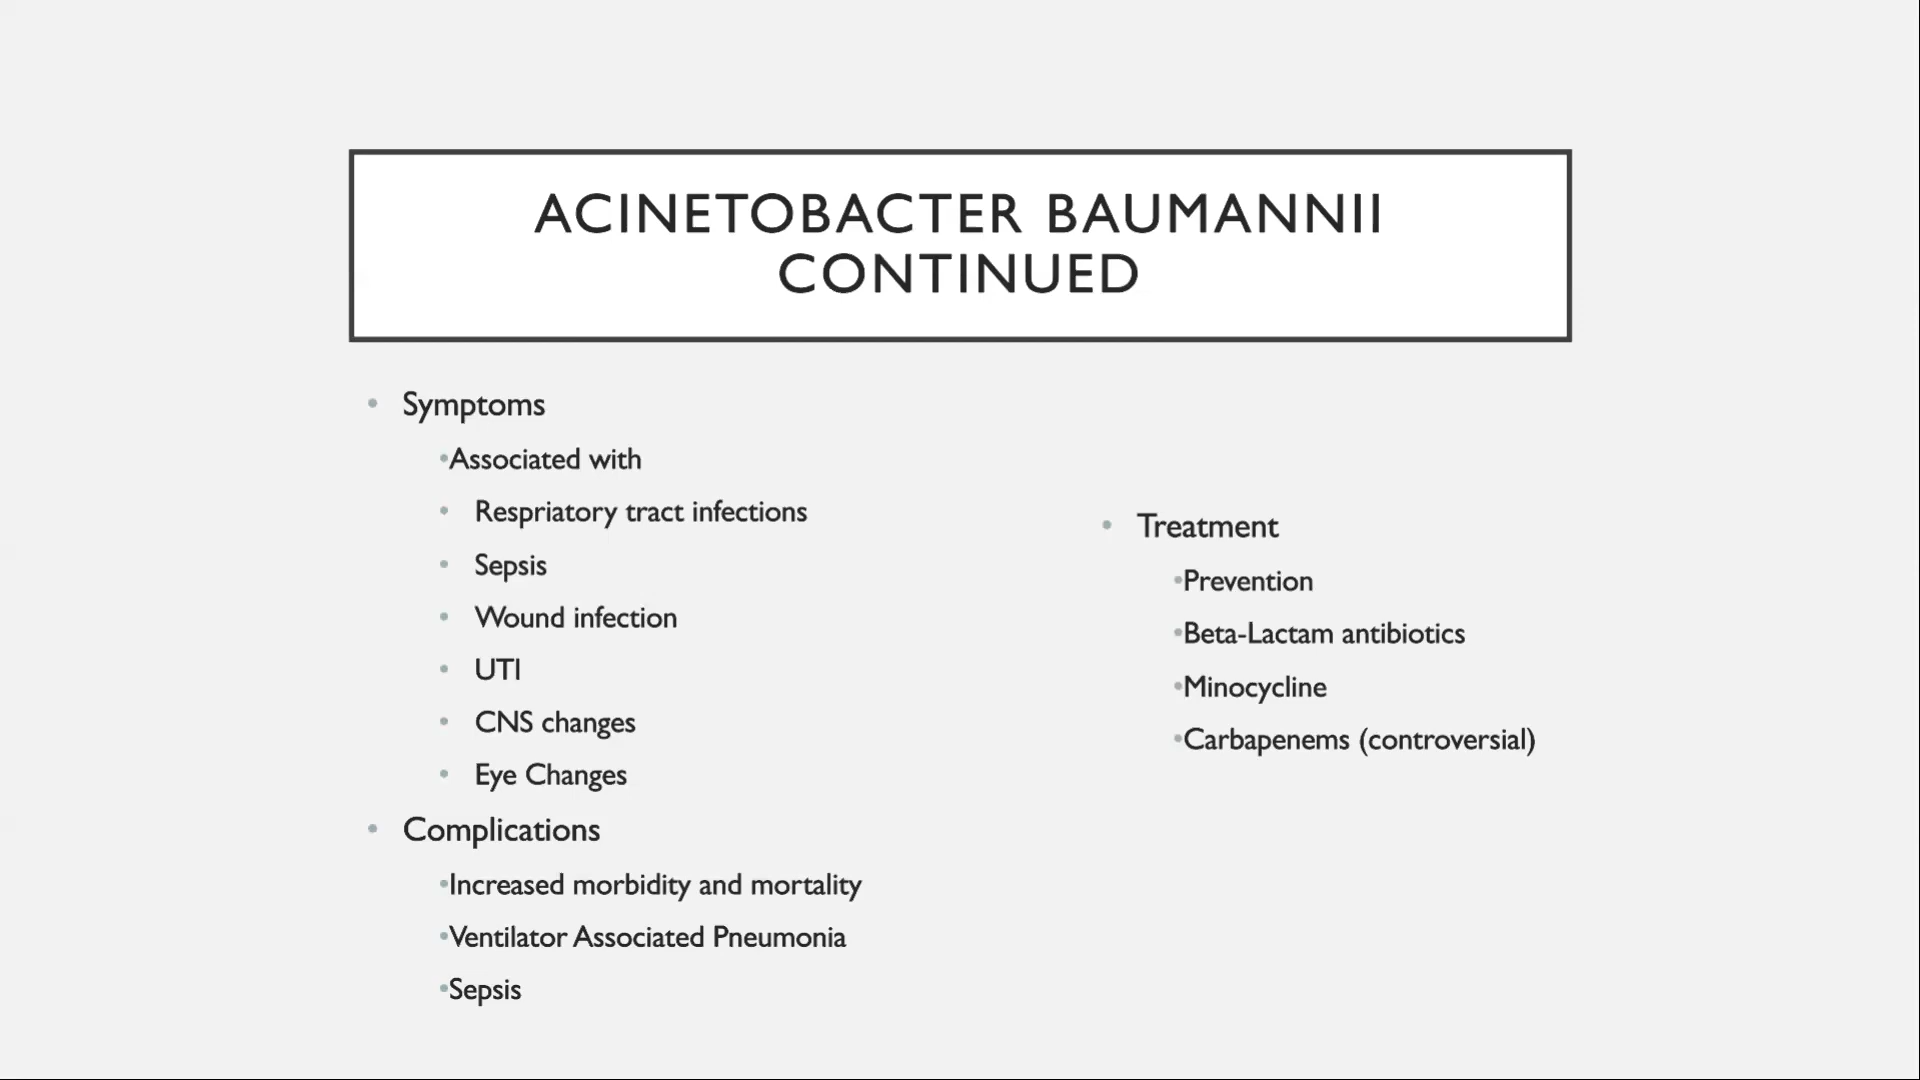 ACINETOBACTER BAUMANNII
CONTINUED
• Symptoms
•Associated with
• Respriatory tract infections
• Sepsis
• Wound infection
• UTI
• CNS changes
• Eye Changes
• Complications
•Increased morbidity and mortality
•Ventilator Associated Pneumonia
•Sepsis
• Treatment
•Prevention
•Beta-Lactam antibiotics
•Minocycline
•Carbapenems (controversial)